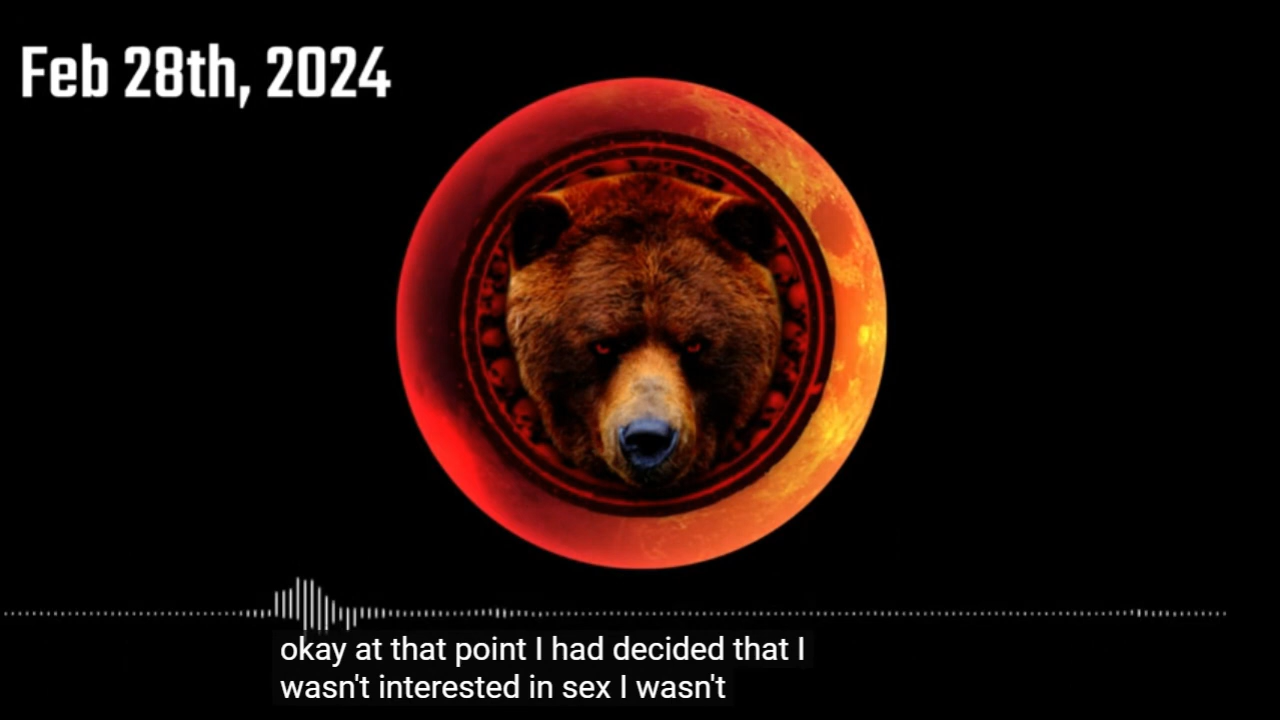 Feb 28th, 2024
okay at that point I had decided that I
wasn't interested in sex I wasn't